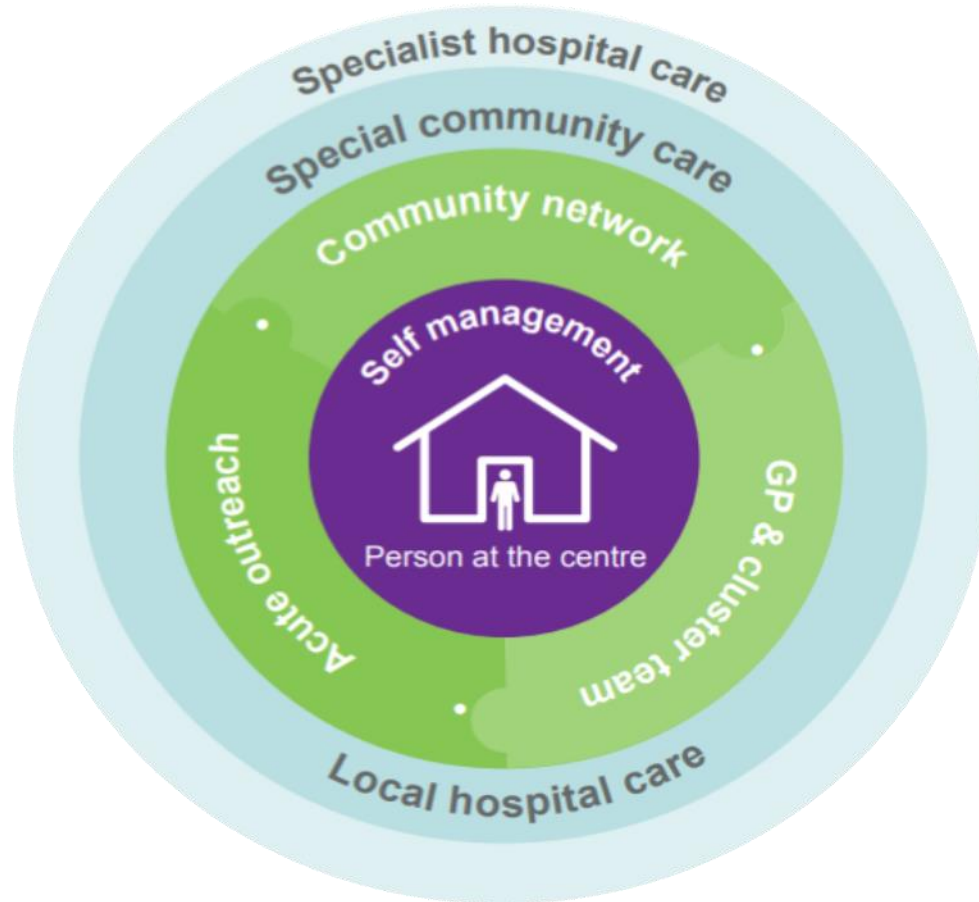 Specialist hospital care
Special community care
Community network
Self management
Person at the centre
Acute outreach
GP & cluster team
Local hospital care